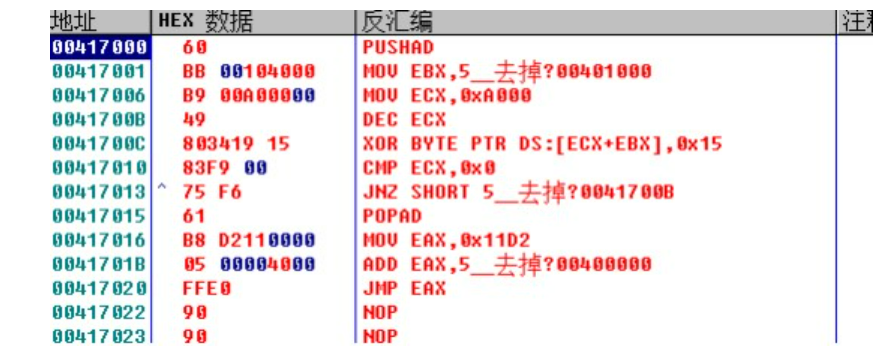 地址 HEX 数据 反汇编
00417000 60 PUSHAD
00417001 BB 00104000 MOV EBX,5__去掉?00401000
00417006 B9 00A00000 MOV ECX,0xA000
0041700B 49 DEC ECX
0041700C 803419 15 XOR BYTE PTR DS:[ECX+EBX],0x15
00417010 83F9 00 CMP ECX,0x0
00417013 ^ 75 F6 JNZ SHORT 5__去掉?0041700B
00417015 61 POPAD
00417016 B8 D2110000 MOV EAX,0x11D2
0041701B 05 00004000 ADD EAX,5__去掉?00400000
00417020 FFE0 JMP EAX
00417022 90 NOP
00417023 90 NOP